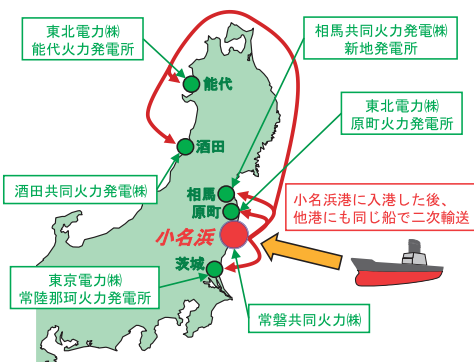 東北電力㈱
能代火力発電所
相馬共同火力発電㈱
新地発電所
能代
東北電力㈱
原町火力発電所
酒田
酒田共同火力発電㈱
相馬
原町
小名浜港に入港した後、
他港にも同じ船で二次輸送
小名浜
茨城
東京電力㈱
常陸那珂火力発電所
常磐共同火力㈱